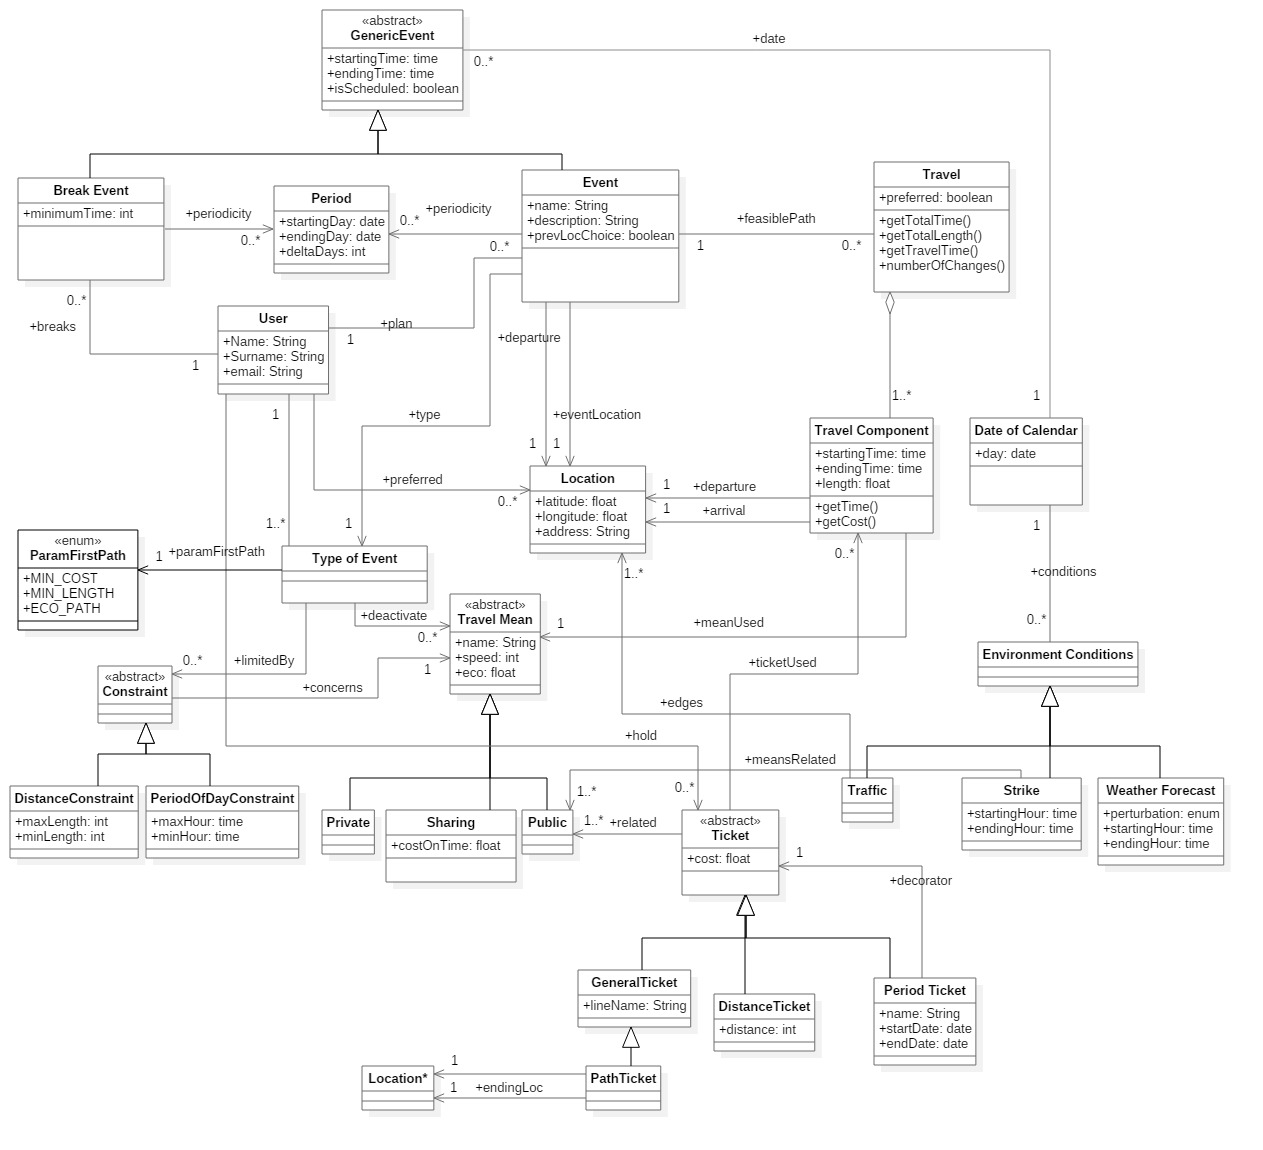 «abstract»
GenericEvent
+startingTime: time
+endingTime: time
+isScheduled: boolean
+date
0..*
Break Event
+minimumTime: int
+periodicity
0..*
Period
+startingDay: date
+endingDay: date
+deltaDays: int
+periodicity
0..*
Event
+name: String
+description: String
+prevLocChoice: boolean
0..*
+feasiblePath
1
0..*
Travel
+preferred: boolean
+getTotalTime()
+getTotalLength()
+getTravelTime()
+numberOfChanges()
0..*
+breaks
1
User
+Name: String
+Surname: String
+email: String
+plan
1
+departure
+eventLocation
1
1
1..*
1
1
+type
1
+preferred
0..*
1..*
Location
+latitude: float
+longitude: float
+address: String
1
+departure
1
+arrival
Travel Component
+startingTime: time
+endingTime: time
+length: float
+getTime()
+getCost()
Date of Calendar
+day: date
1
+conditions
0..*
«enum»
ParamFirstPath
+MIN_COST
+MIN_LENGTH
+ECO_PATH
1
+paramFirstPath
Type of Event
+deactivate
0..*
«abstract»
Travel Mean
+name: String
+speed: int
+eco: float
1..*
0..*
1
+meanUsed
+ticketUsed
Environment Conditions
0..*
+limitedBy
«abstract»
Constraint
+concerns
1
+edges
+hold
+meansRelated
DistanceConstraint
+maxLength: int
+minLength: int
PeriodOfDayConstraint
+maxHour: time
+minHour: time
Private
Sharing
+costOnTime: float
Public
1..*
0..*
1..*
+related
«abstract»
Ticket
+cost: float
1
+decorator
Traffic
Strike
+startingHour: time
+endingHour: time
Weather Forecast
+perturbation: enum
+startingHour: time
+endingHour: time
GeneralTicket
+lineName: String
DistanceTicket
+distance: int
Period Ticket
+name: String
+startDate: date
+endDate: date
Location*
1
1
+endingLoc
PathTicket